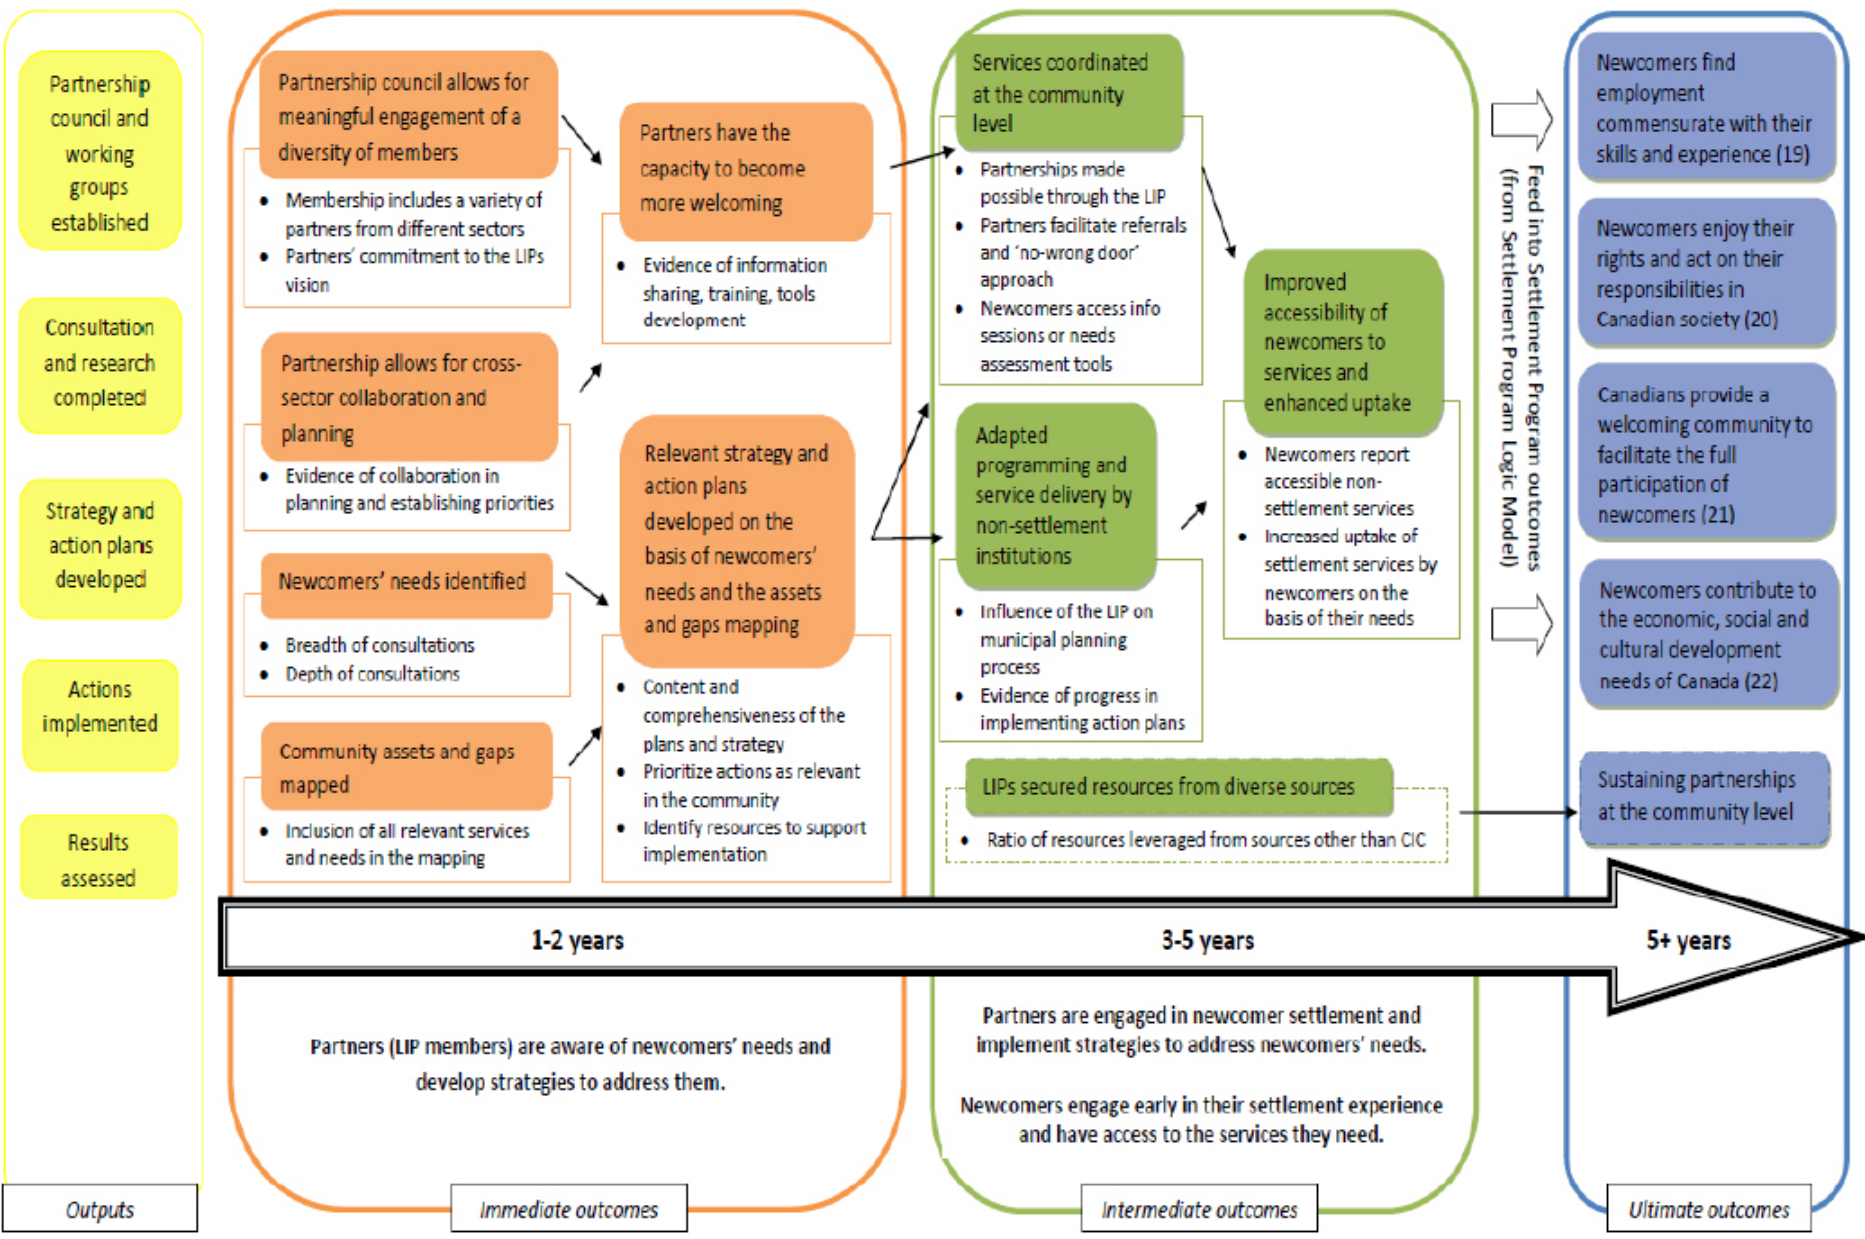 Partnership
council and
working
groups
established
Consultation
and research
completed
Strategy and
action plans
developed
Actions
implemented
Results
assessed
Outputs
Partnership council allows for
meaningful engagement of a
diversity of members
• Membership includes a variety of
partners from different sectors
• Partners' commitment to the LIPs
vision
Partnership allows for cross-
sector collaboration and
planning
• Evidence of collaboration in
planning and establishing priorities
Newcomers' needs identified
• Breadth of consultations
• Depth of consultations
Community assets and gaps
mapped
• Inclusion of all relevant services
and needs in the mapping
Partners have the
capacity to become
more welcoming
• Evidence of information
sharing, training, tools
development
Relevant strategy and
action plans
developed on the
basis of newcomers'
needs and the assets
and gaps mapping
• Content and
comprehensiveness of the
plans and strategy
• Prioritize actions as relevant
in the community
• Identify resources to support
implementation
1-2 years
Partners (LIP members) are aware of newcomers' needs and
develop strategies to address them.
Immediate outcomes
Services coordinated
at the community
level
• Partnerships made
possible through the LIP
• Partners facilitate referrals
and 'no-wrong door'
approach
• Newcomers access info
sessions or needs
assessment tools
Adapted
programming and
service delivery by
non-settlement
institutions
• Influence of the LIP on
municipal planning
process
• Evidence of progress in
implementing action plans
Improved
accessibility of
newcomers to
services and
enhanced uptake
• Newcomers report
accessible non-
settlement services
• Increased uptake of
settlement services by
newcomers on the
basis of their needs
LIPs secured resources from diverse sources
• Ratio of resources leveraged from sources other than CIC
3-5 years
Partners are engaged in newcomer settlement and
implement strategies to address newcomers' needs.
Newcomers engage early in their settlement experience
and have access to the services they need.
Intermediate outcomes
Feed into Settlement Program outcomes
(from Settlement Program Logic Model)
Newcomers find
employment
commensurate with their
skills and experience (19)
Newcomers enjoy their
rights and act on their
responsibilities in
Canadian society (20)
Canadians provide a
welcoming community to
facilitate the full
participation of
newcomers (21)
Newcomers contribute to
the economic, social and
cultural development
needs of Canada (22)
Sustaining partnerships
at the community level
5+ years
Ultimate outcomes